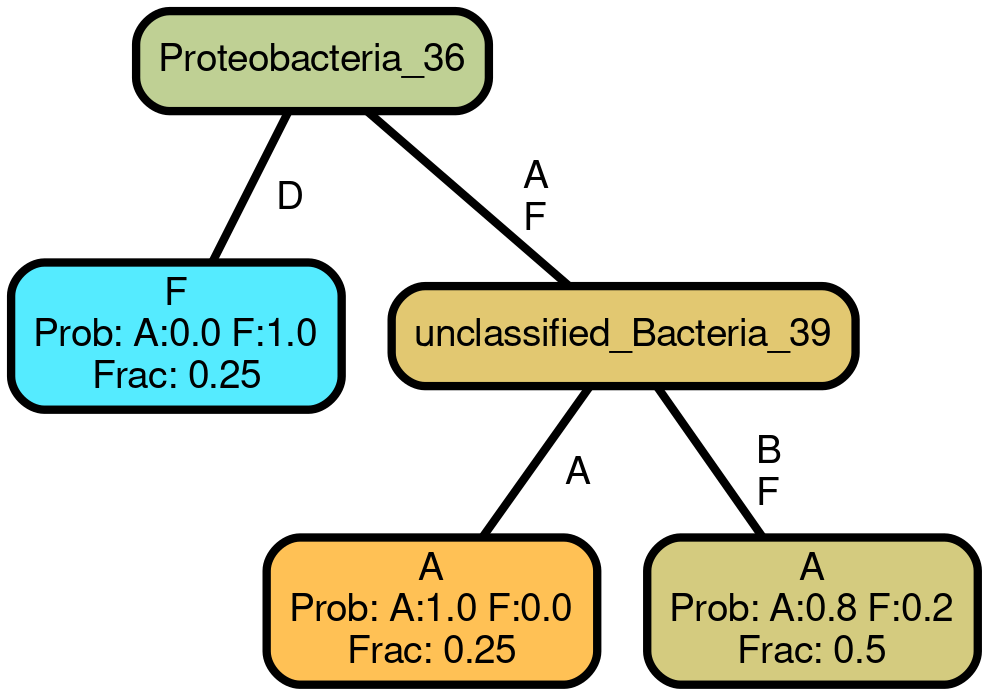 Proteobacteria_36
D
A
F
F
Prob: A:0.0 F:1.0
Frac: 0.25
unclassified_Bacteria_39
A
B
F
A
Prob: A:1.0 F:0.0
Frac: 0.25
A
Prob: A:0.8 F:0.2
Frac: 0.5